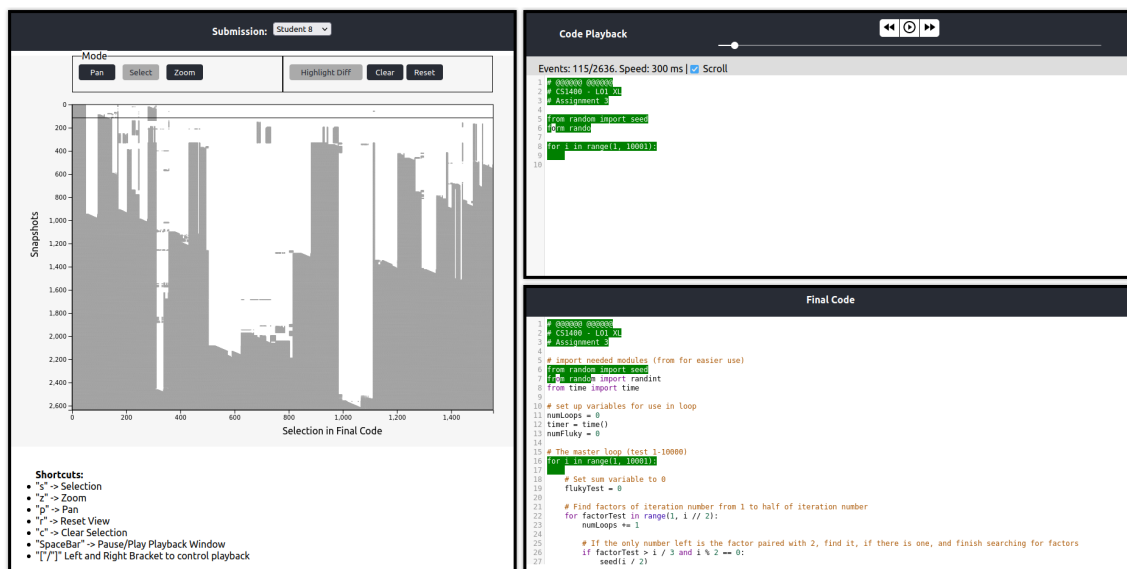 Submission: Student 8
Mode
Pan Select Zoom Highlight Diff Clear Reset
0
200
400
600
800
1,000
1,200
1,400
1,600
1,800
2,000
2,200
2,400
2,600
Snapshots
0 200 400 600 800 1,000 1,200 1,400
Selection in Final Code
Shortcuts:
"s" -> Selection
"z" -> Zoom
"p" -> Pan
"r" -> Reset View
"c" -> Clear Selection
"SpaceBar" -> Pause/Play Playback Window
"["/"]" Left and Right Bracket to control playback
Code Playback
Events: 115/2636. Speed: 300 ms | Scroll
1 # @@@@@@ @@@@@@
2 # CS1400 - LO1 XL
3 # Assignment 3
4
5 from random import seed
6 form rando
7
8 for i in range(1, 10001):
9
10
Final Code
1 # @@@@@@ @@@@@@
2 # CS1400 - LO1 XL
3 # Assignment 3
4
5 # import needed modules (from for easier use)
6 from random import seed
7 from random import randint
8 from time import time
9
10 # set up variables for use in loop
11 numLoops = 0
12 timer = time()
13 numFluky = 0
14
15 # The master loop (test 1-10000)
16 for i in range(1, 10001):
17
18 # Set sum variable to 0
19 flukyTest = 0
20
21 # Find factors of iteration number from 1 to half of iteration number
22 for factorTest in range(1, i // 2):
23 numLoops += 1
24
25 # If the only number left is the factor paired with 2, find it, if there is one, and finish searching for factors
26 if factorTest > i / 3 and i % 2 == 0:
27 seed(i / 2)